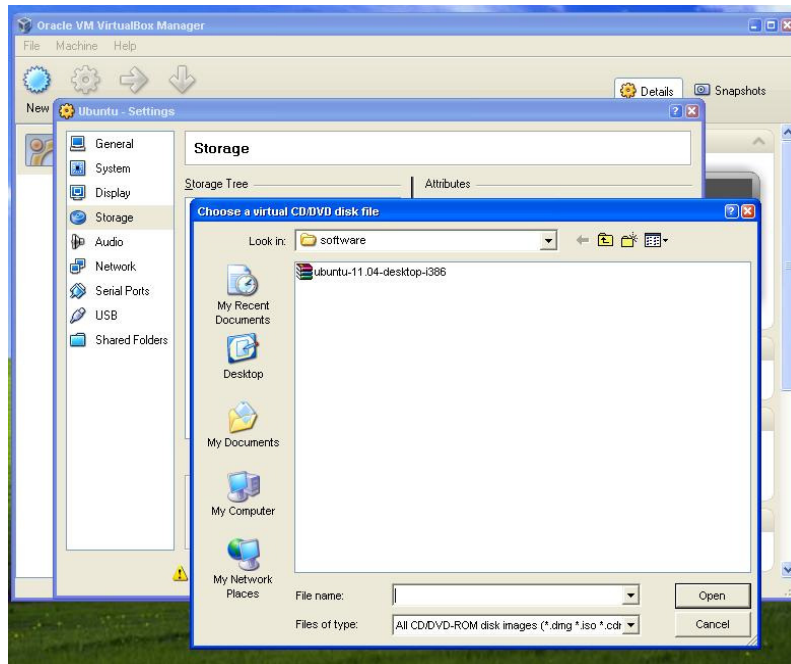 Oracle VM VirtualBox Manager
File Machine Help
Details Snapshots
New
Ubuntu - Settings
General
System
Display
Storage
Audio
Network
Serial Ports
USB
Shared Folders
Storage
Storage Tree
Attributes
Choose a virtual CD/DVD disk file
Look in: software
ubuntu-11.04-desktop-i386
My Recent
Documents
Desktop
My Documents
My Computer
My Network
Places
File name:
Open
Files of type: All CD/DVD-ROM disk images (*.dmg *.iso *.cdr
Cancel